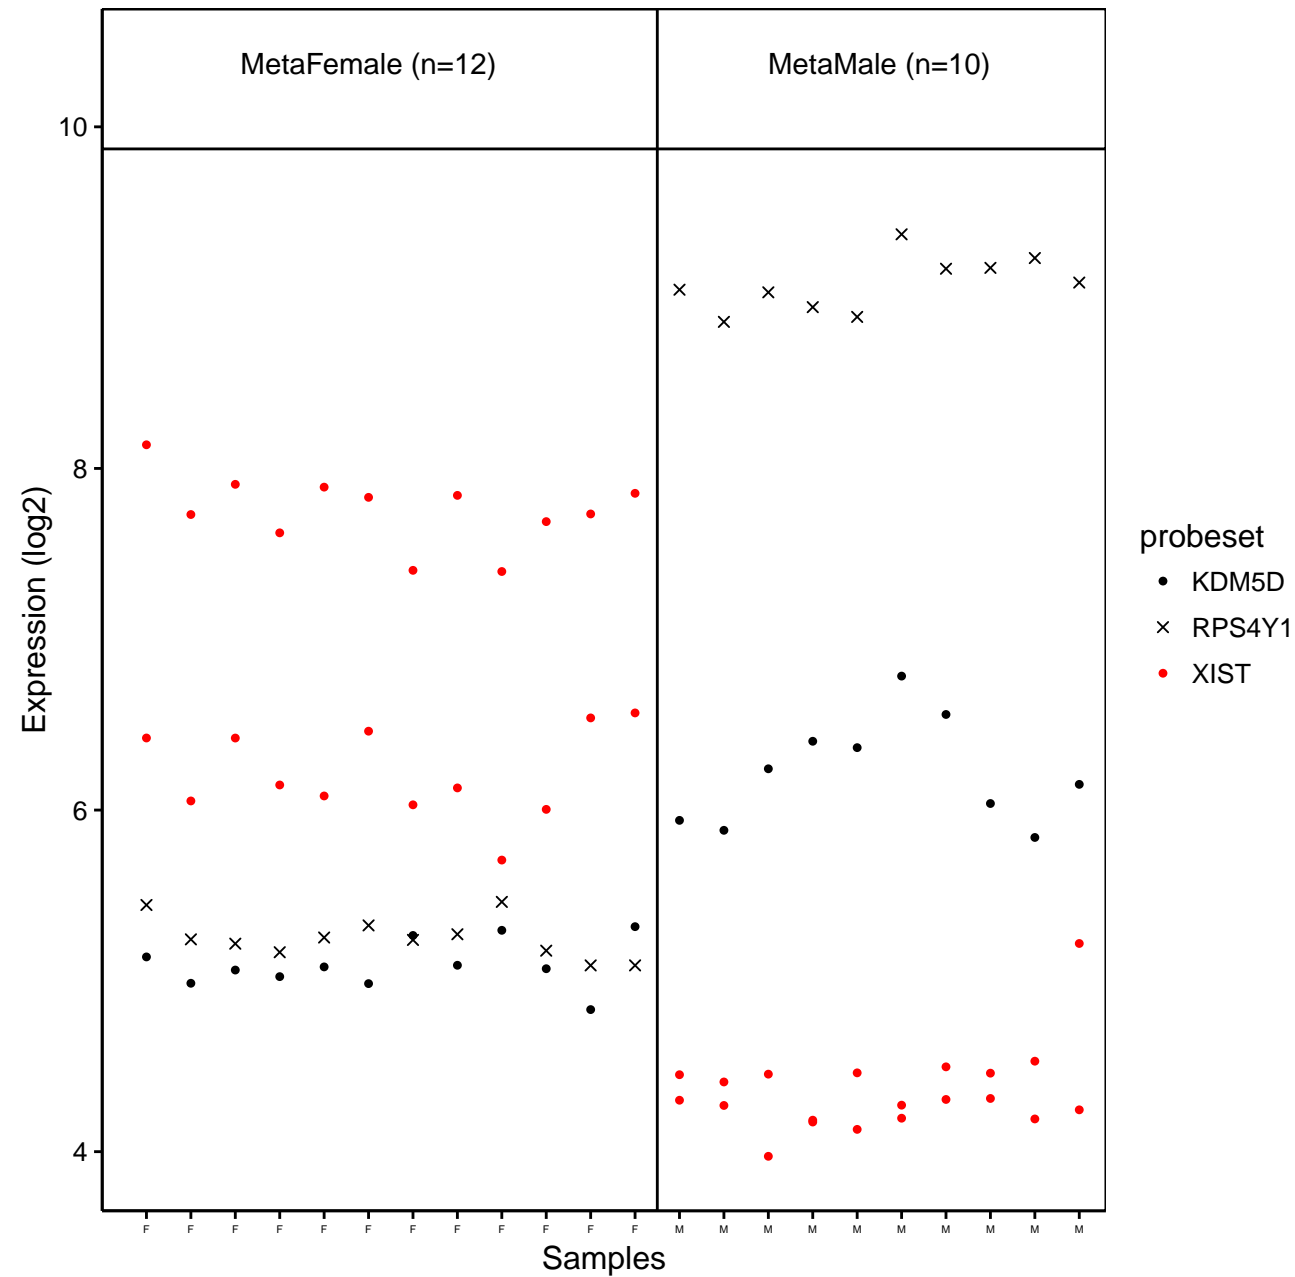 MetaFemale (n=12)
MetaMale (n=10)
10
8
6
4
Expression (log2)
F F F F F F F F F F F F M M M M M M M M M M
Samples
probeset
KDM5D
RPS4Y1
XIST